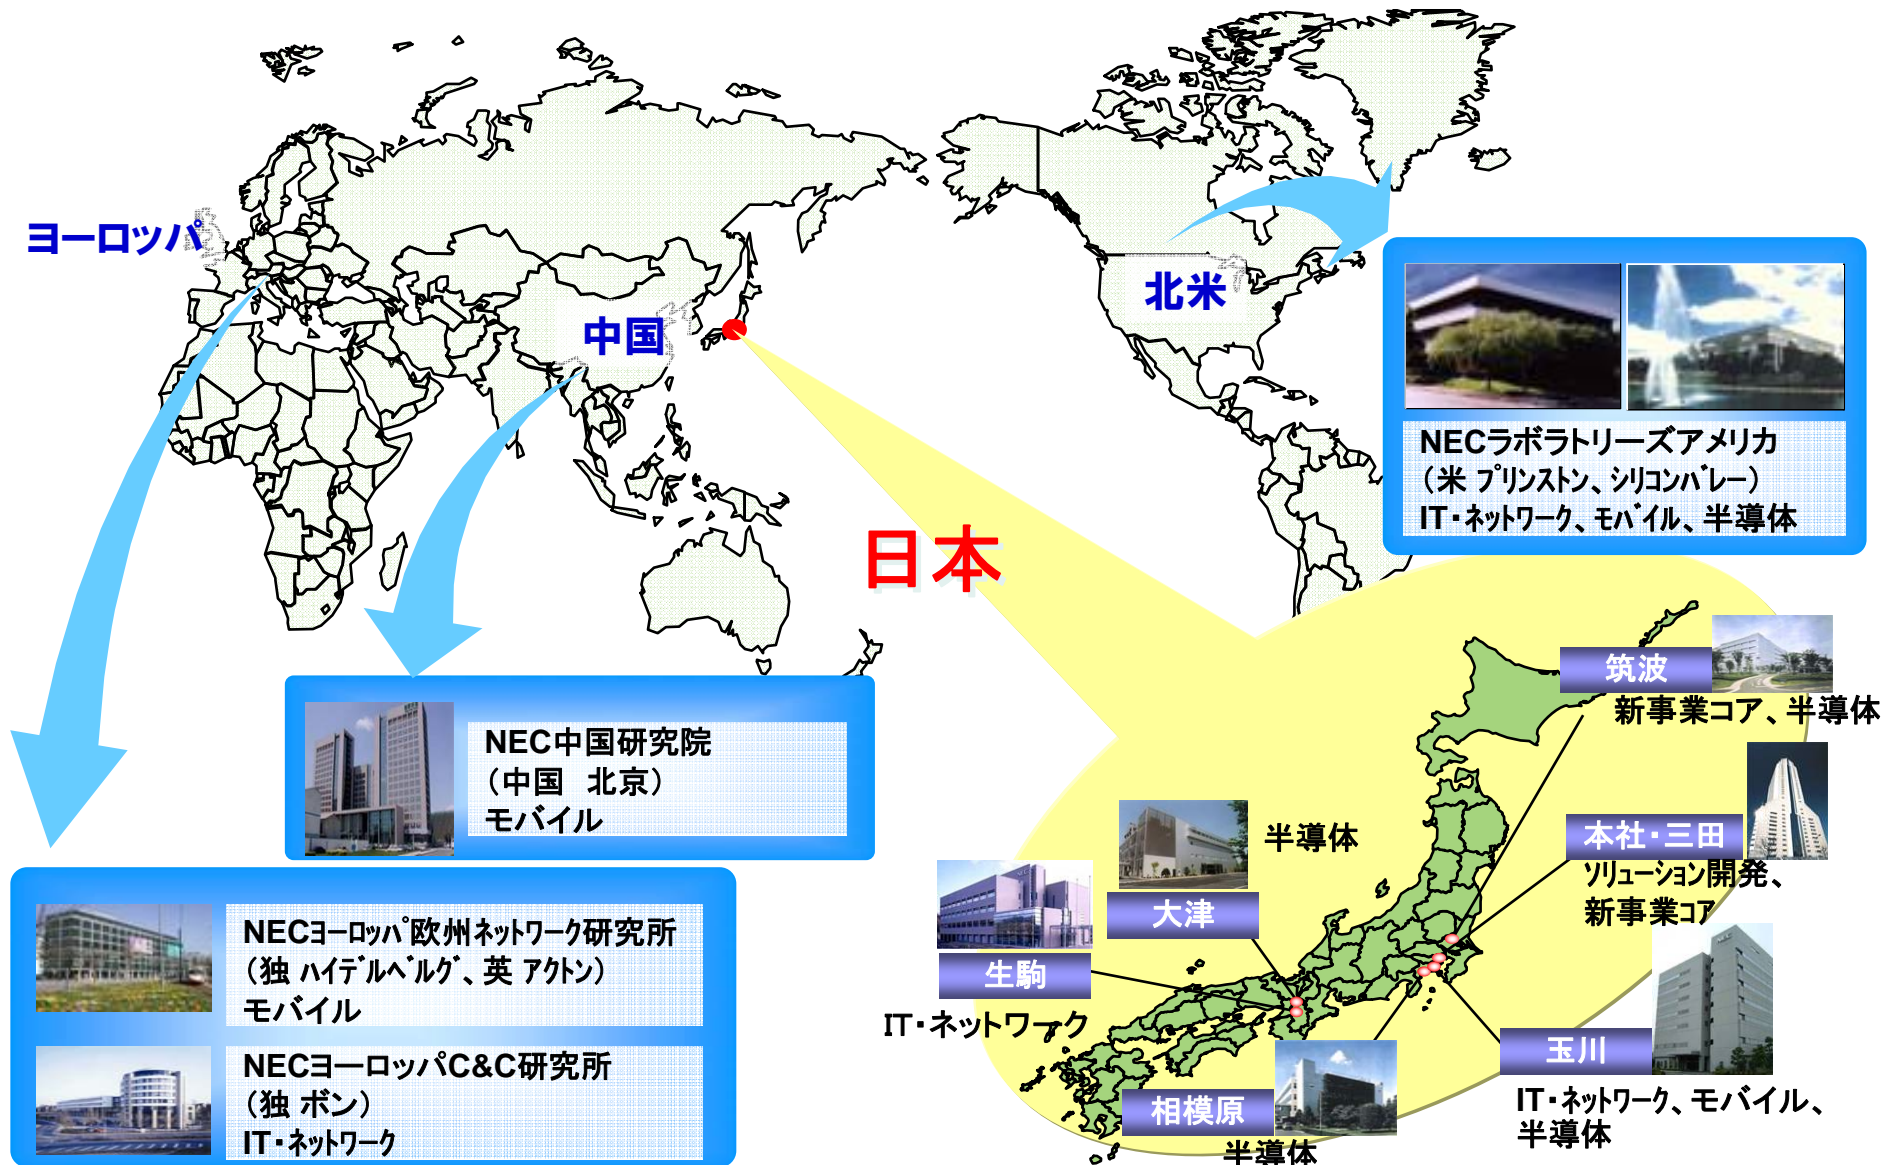 ヨーロッパ
中国
北米
日本
NECラボラトリーズアメリカ
（米 プリンストン、シリコンバレー）
IT・ネットワーク、モバイル、半導体
NEC中国研究院
（中国　北京）
モバイル
NECヨーロッパ欧州ネットワーク研究所
（独 ハイデルベルグ、英 アクトン）
モバイル
NECヨーロッパC&C研究所
（独 ボン）
IT・ネットワーク
筑波
新事業コア、半導体
本社・三田
ソリューション開発、
新事業コア
半導体
大津
生駒
IT・ネットワーク
玉川
IT・ネットワーク、モバイル、
半導体
相模原
半導体